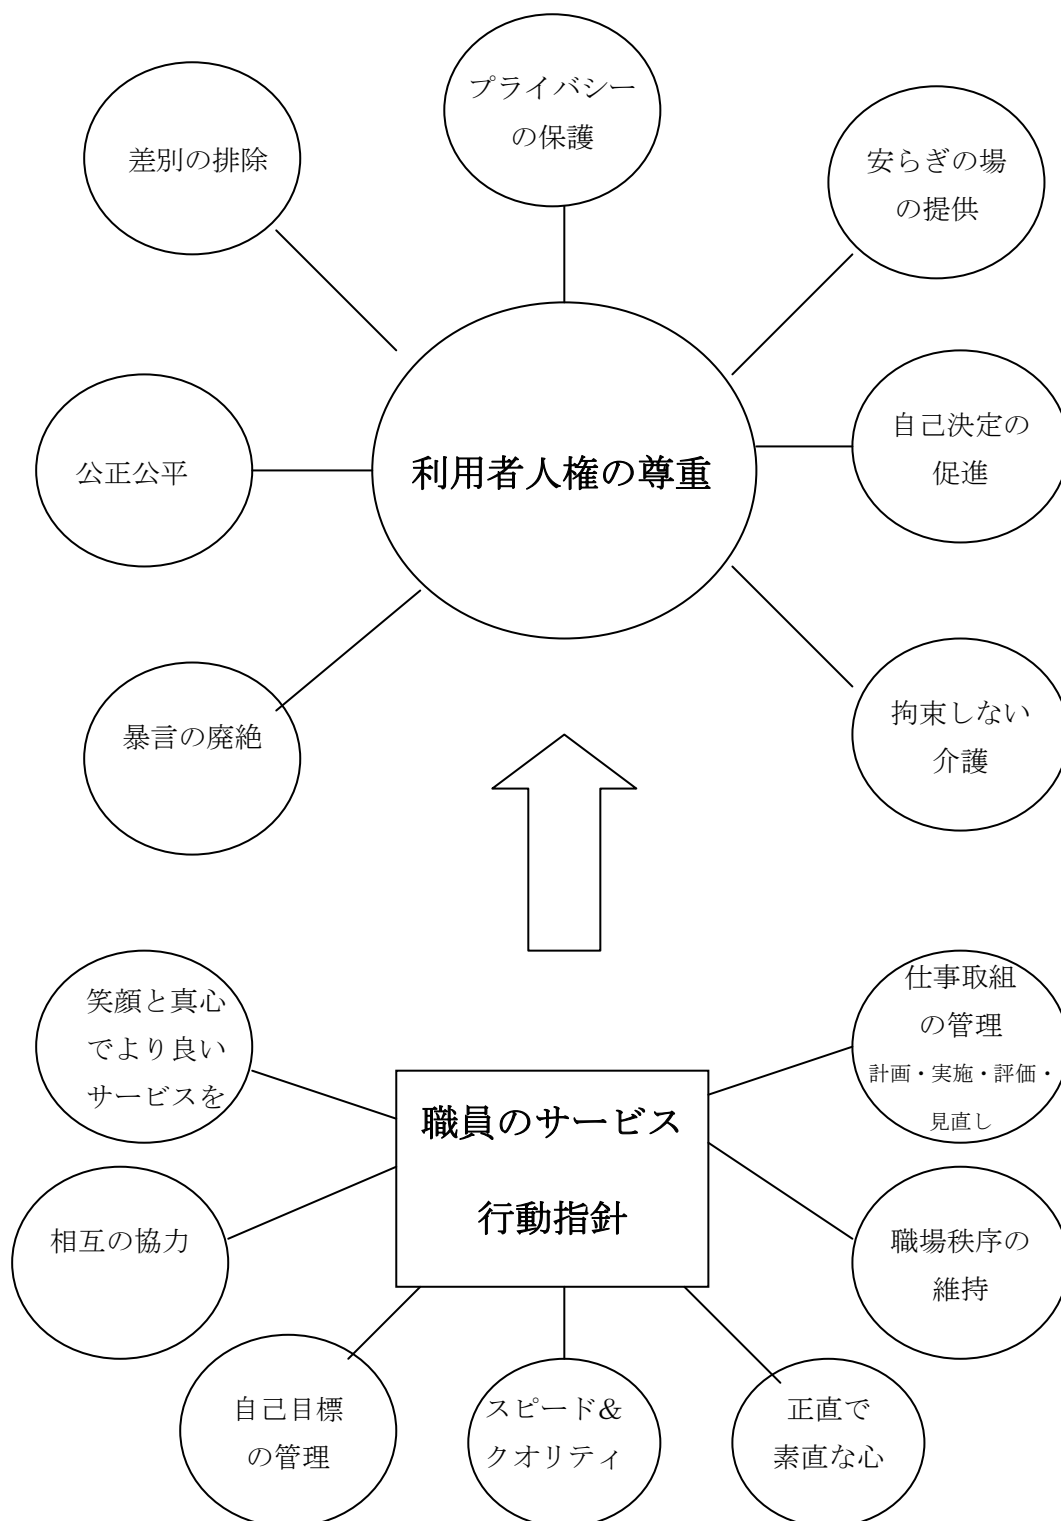 プライバシー
の保護
差別の排除
安らぎの場
の提供
自己決定の
促進
利用者人権の尊重
公正公平
拘束しない
介護
暴言の廃絶
笑顔と真心
でより良い
サービスを
仕事取組
の管理
計画・実施・評価・
見直し
職員のサービス
行動指針
相互の協力
職場秩序の
維持
自己目標
の管理
スピード&
クオリティ
正直で
素直な心